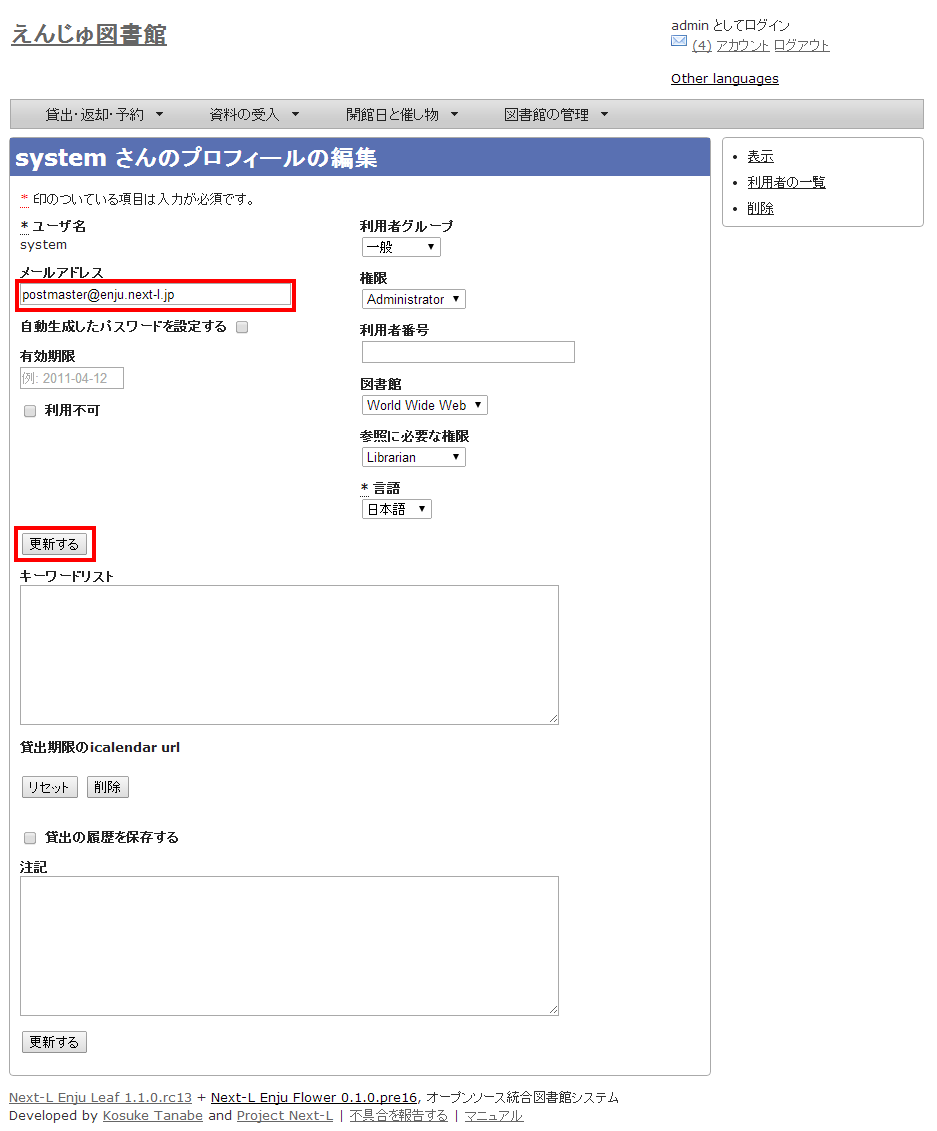 えんじゅ図書館
admin としてログイン
(4) アカウント ログアウト
Other languages
貸出・返却・予約 ▼ 資料の受入 ▼ 開館日と催し物 ▼ 図書館の管理 ▼
system さんのプロフィールの編集
• 表示
• 利用者の一覧
• 削除
* 印のついている項目は入力が必須です。
* ユーザ名
system
メールアドレス
postmaster@enju.next-l.jp
自動生成したパスワードを設定する
有効期限
例: 2011-04-12
利用不可
利用者グループ
一般 ▼
権限
Administrator ▼
利用者番号
図書館
World Wide Web ▼
参照に必要な権限
Librarian ▼
* 言語
日本語 ▼
更新する
キーワードリスト
貸出期限のicalendar url
リセット 削除
貸出の履歴を保存する
注記
更新する
Next-L Enju Leaf 1.1.0.rc13 + Next-L Enju Flower 0.1.0.pre16, オープンソース統合図書館システム
Developed by Kosuke Tanabe and Project Next-L | 不具合を報告する | マニュアル